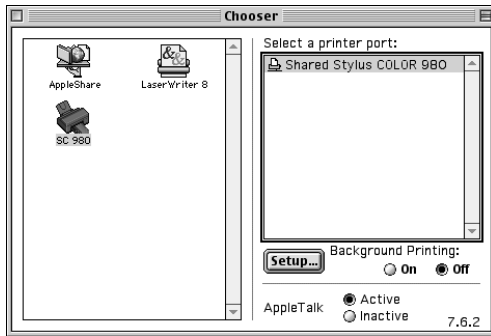 Chooser
AppleShare
LaserWriter 8
SC 980
Select a printer port:
Shared Stylus COLOR 980
Setup...
Background Printing:
On Off
AppleTalk
Active
Inactive
7.6.2